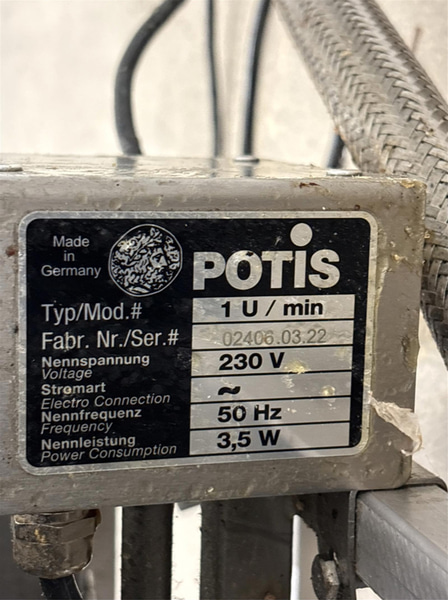 Made
in
Germany
POTIS
Typ/Mod.# 1 U / min
Fabr. Nr./Ser.# 02406.03.22
Nennspannung 230 V
Voltage
Stromart ~
Electro Connection
Nennfrequenz 50 Hz
Frequency
Nennleistung 3,5 W
Power Consumption